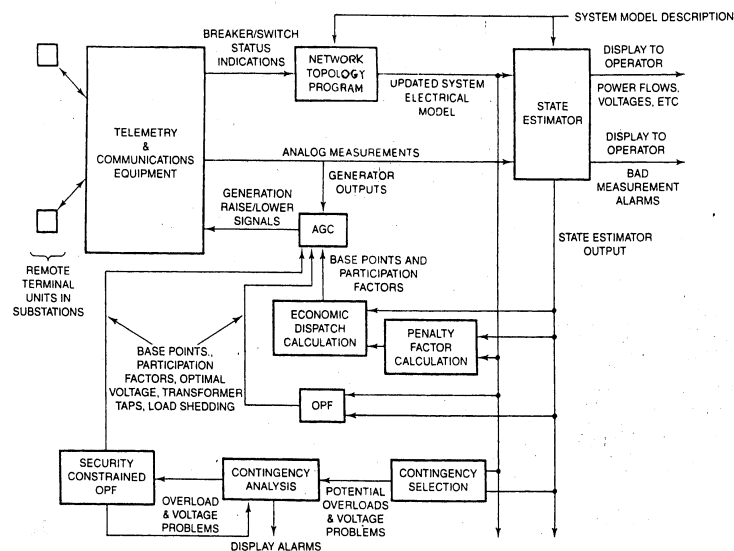 SYSTEM MODEL DESCRIPTION
BREAKER/SWITCH
STATUS
INDICATIONS
NETWORK
TOPOLOGY
PROGRAM
UPDATED SYSTEM
ELECTRICAL
MODEL
STATE
ESTIMATOR
DISPLAY TO
OPERATOR
POWER FLOWS,
VOLTAGES, ETC
DISPLAY TO
OPERATOR
BAD
MEASUREMENT
ALARMS
TELEMETRY
&
COMMUNICATIONS
EQUIPMENT
ANALOG MEASUREMENTS
GENERATOR
OUTPUTS
GENERATION
RAISE/LOWER
SIGNALS
AGC
STATE ESTIMATOR
OUTPUT
REMOTE
TERMINAL
UNITS IN
SUBSTATIONS
BASE POINTS AND
PARTICIPATION
FACTORS
ECONOMIC
DISPATCH
CALCULATION
PENALTY
FACTOR
CALCULATION
BASE POINTS.,
PARTICIPATION
FACTORS, OPTIMAL
VOLTAGE, TRANSFORMER
TAPS, LOAD SHEDDING
OPF
SECURITY
CONSTRAINED
OPF
OVERLOAD
& VOLTAGE
PROBLEMS
CONTINGENCY
ANALYSIS
DISPLAY ALARMS
POTENTIAL
OVERLOADS
& VOLTAGE
PROBLEMS
CONTINGENCY
SELECTION